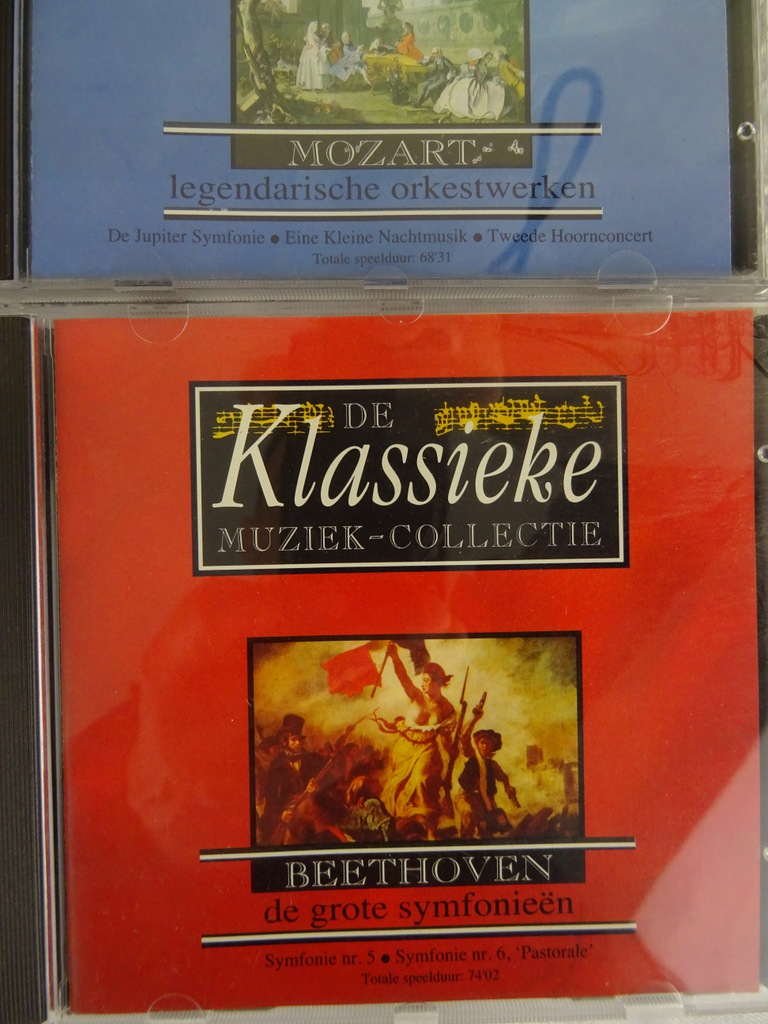 MOZART
legendarische orkestwerken
De Jupiter Symfonie ● Eine Kleine Nachtmusik ● Tweede Hoornconcert
Totale speelduur: 68'31
DE
Klassieke
MUZIEK-COLLECTIE
BEETHOVEN
de grote symfonieën
Symfonie nr. 5 ● Symfonie nr. 6, 'Pastorale'
Totale speelduur: 74'02